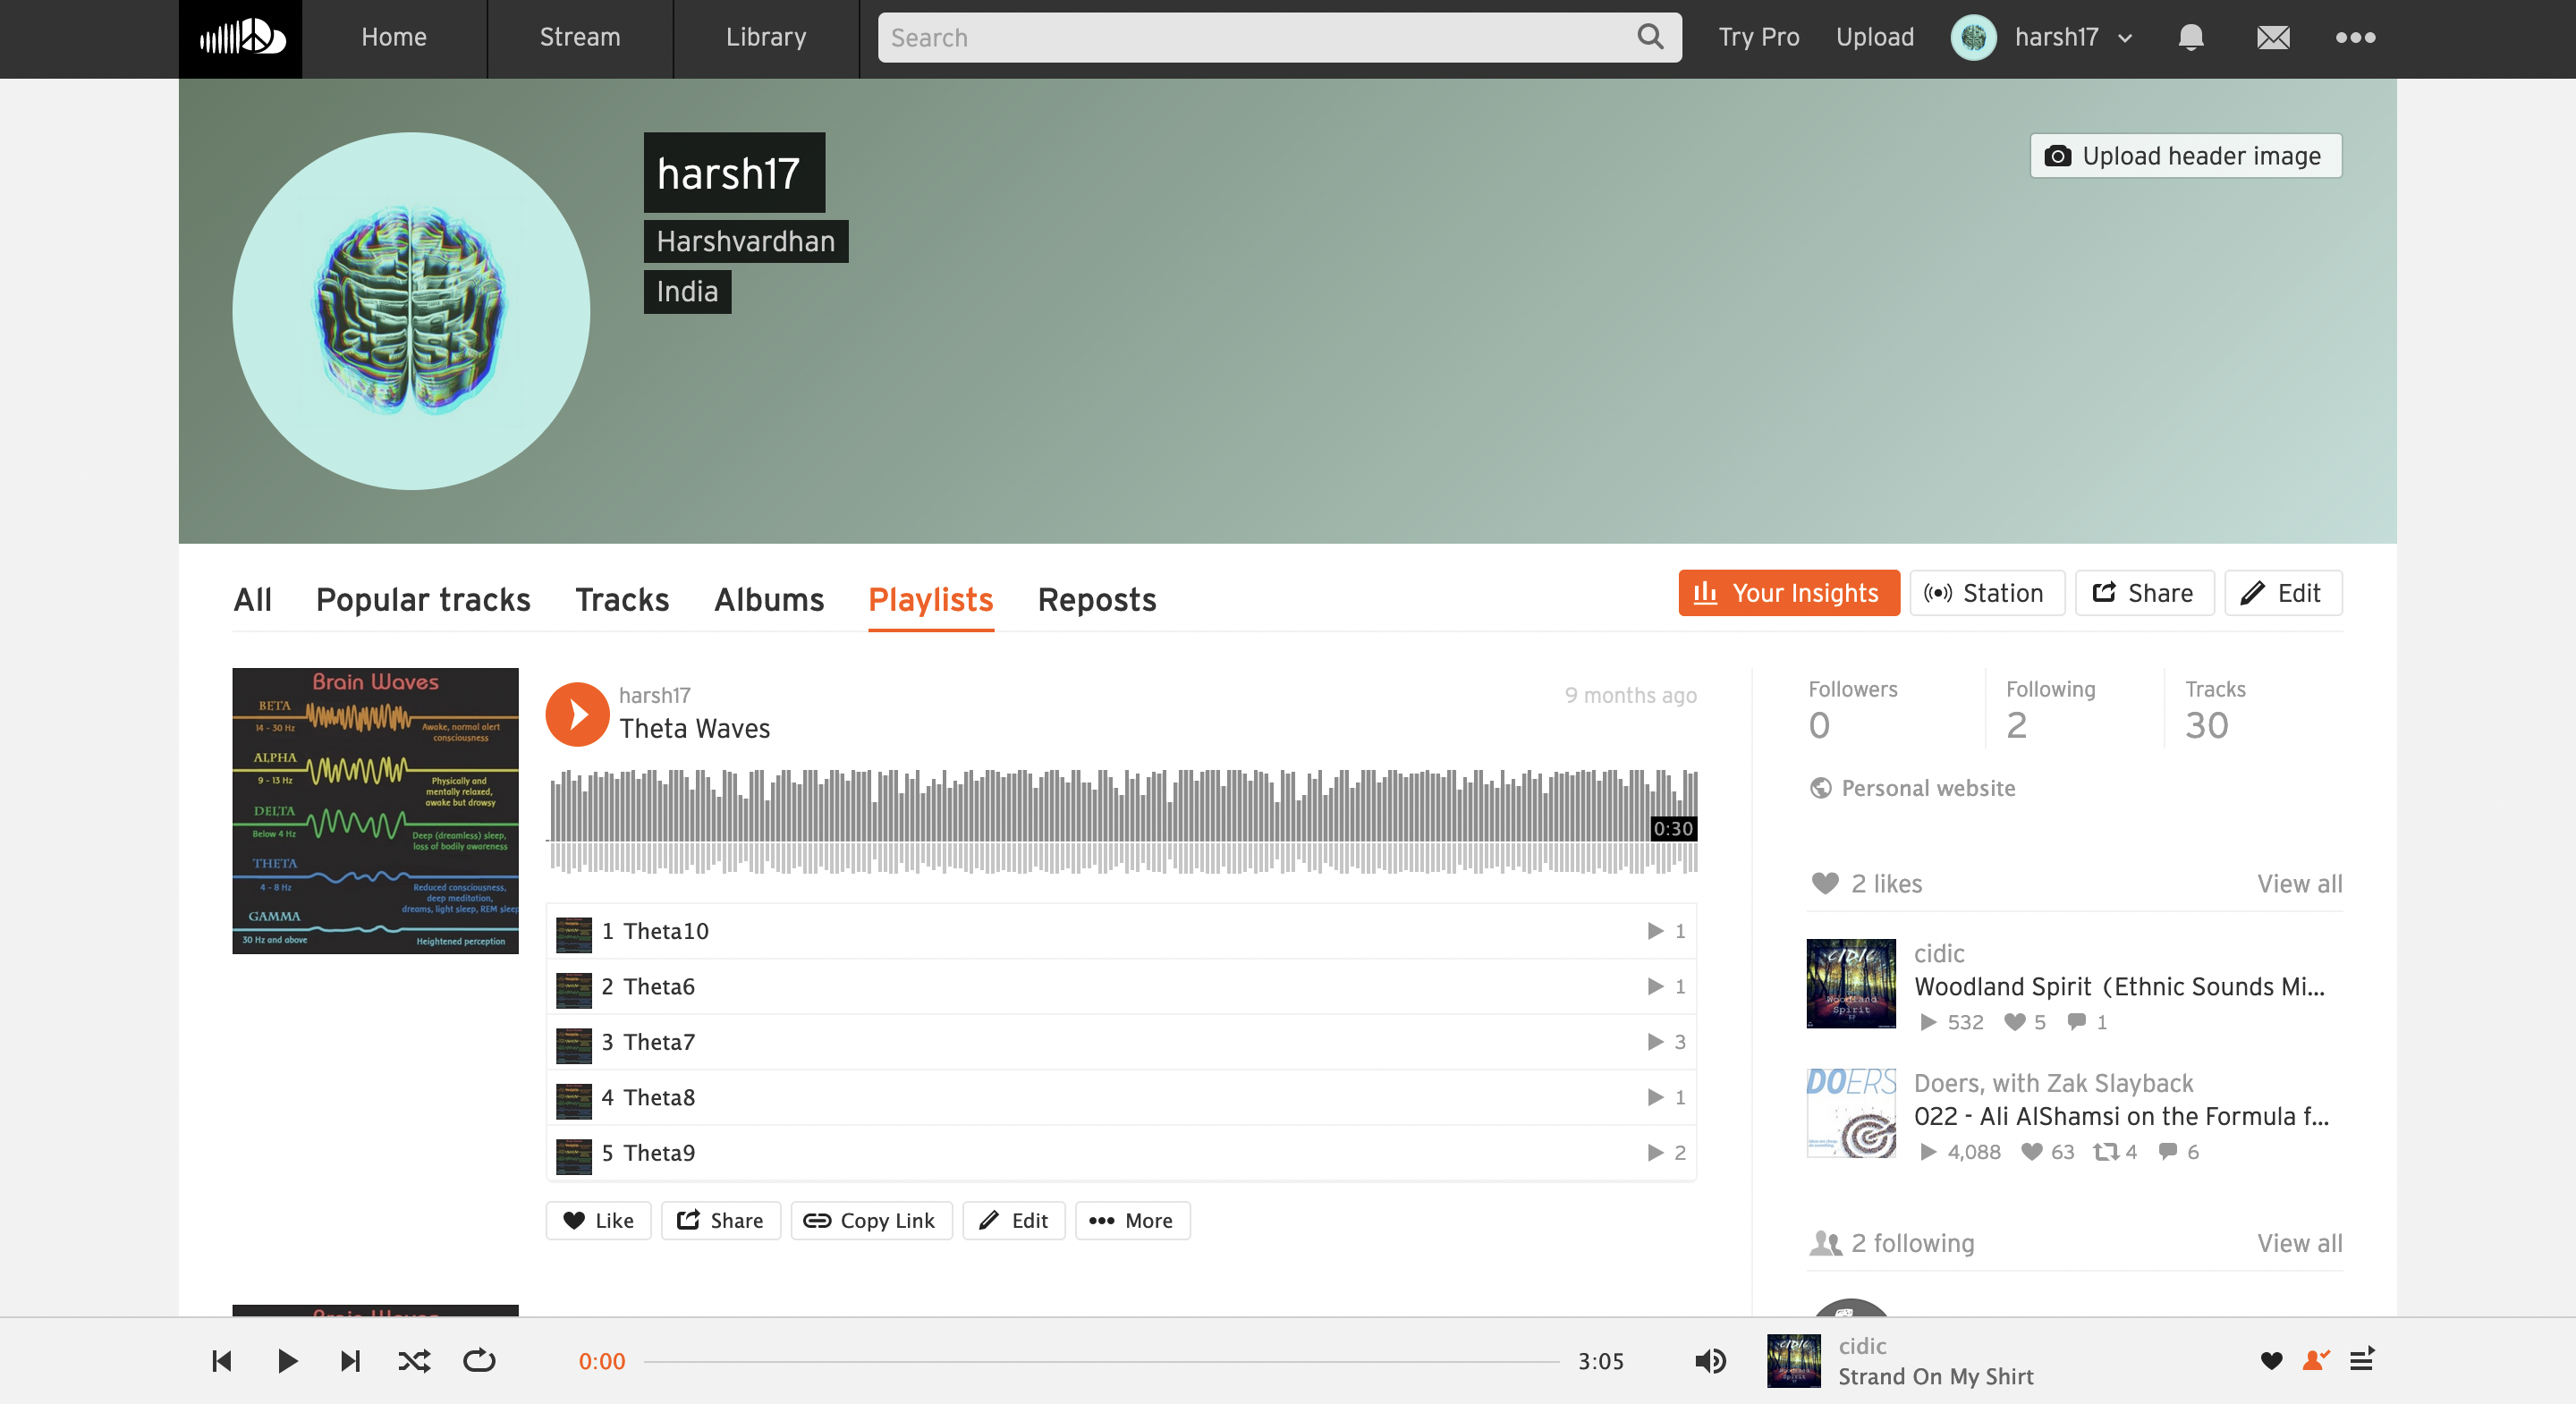 Home
Stream
Library
Search
Try Pro
Upload
harsh17
harsh17
Harshvardhan
India
Upload header image
All
Popular tracks
Tracks
Albums
Playlists
Reposts
Your Insights
Station
Share
Edit
Brain Waves
BETA
14 - 30 Hz
Awake, normal alert
consciousness
ALPHA
9 - 13 Hz
Physically and
mentally relaxed,
awake but drowsy
DELTA
Below 4 Hz
Deep (dreamless) sleep,
loss of bodily awareness
THETA
4 - 8 Hz
Reduced consciousness,
deep meditation,
dreams, light sleep, REM sleep
GAMMA
30 Hz and above
Heightened perception
harsh17
9 months ago
Theta Waves
0:30
1 Theta10
1
2 Theta6
1
3 Theta7
3
4 Theta8
1
5 Theta9
2
Like
Share
Copy Link
Edit
More
Followers
0
Following
2
Tracks
30
Personal website
2 likes
View all
CIDIC
Woodland
Spirit
cidic
Woodland Spirit (Ethnic Sounds Mi...
532
5
1
DOERS
Doers, with Zak Slayback
022 - Ali AlShamsi on the Formula f...
4,088
63
4
6
2 following
View all
Brain Waves
0:00
3:05
CIDIC
cidic
Strand On My Shirt